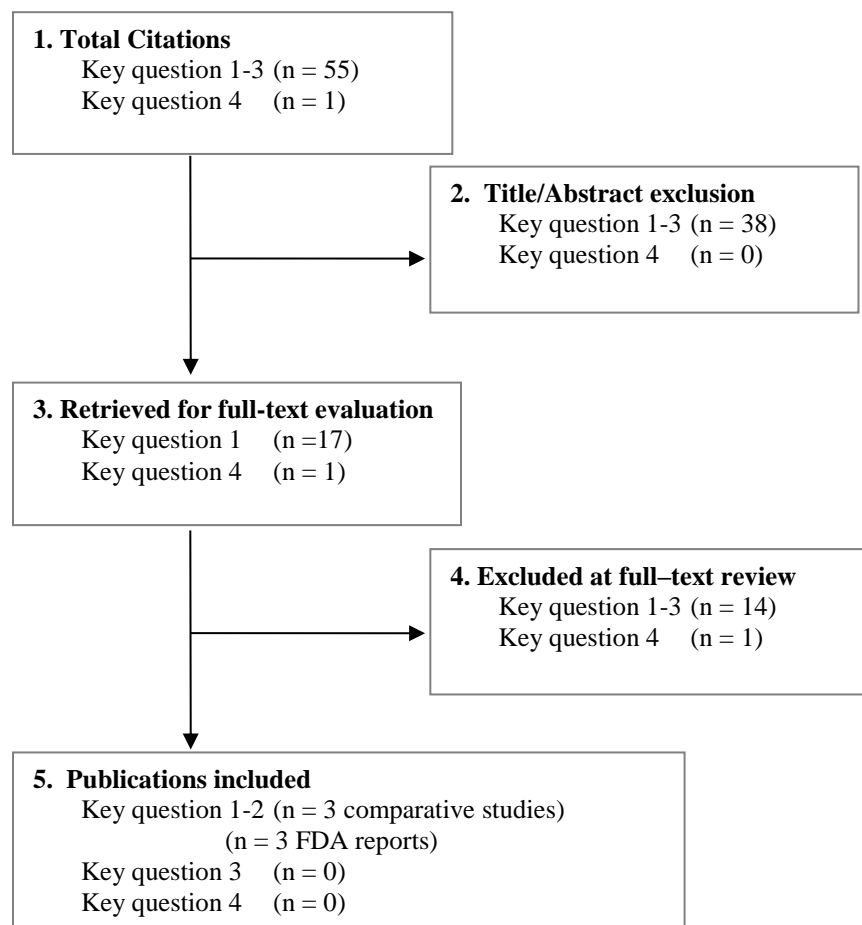 1. Total Citations
Key question 1-3 (n = 55)
Key question 4 (n = 1)
2. Title/Abstract exclusion
Key question 1-3 (n = 38)
Key question 4 (n = 0)
3. Retrieved for full-text evaluation
Key question 1 (n =17)
Key question 4 (n = 1)
4. Excluded at full–text review
Key question 1-3 (n = 14)
Key question 4 (n = 1)
5. Publications included
Key question 1-2 (n = 3 comparative studies)
(n = 3 FDA reports)
Key question 3 (n = 0)
Key question 4 (n = 0)